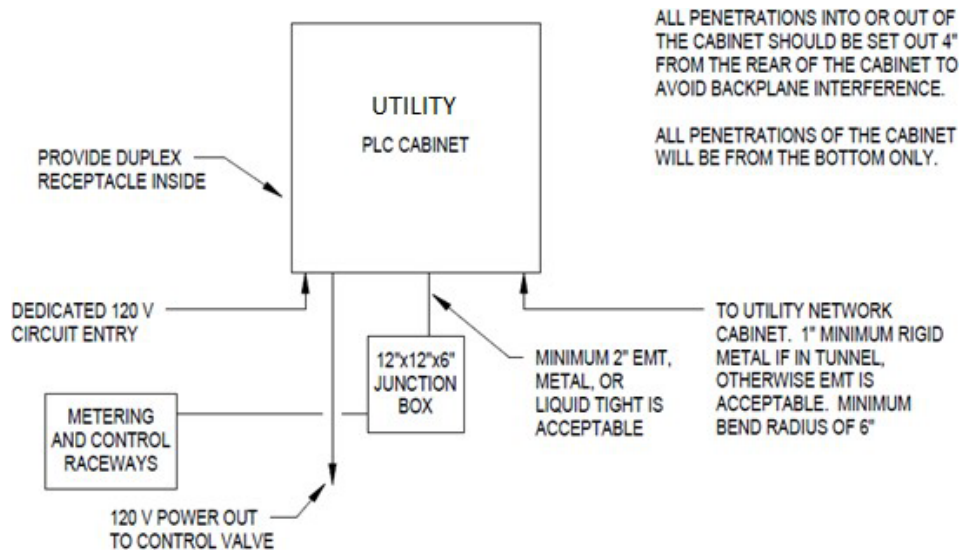 ALL PENETRATIONS INTO OR OUT OF
THE CABINET SHOULD BE SET OUT 4"
FROM THE REAR OF THE CABINET TO
AVOID BACKPLANE INTERFERENCE.
ALL PENETRATIONS OF THE CABINET
WILL BE FROM THE BOTTOM ONLY.
UTILITY
PLC CABINET
PROVIDE DUPLEX
RECEPTACLE INSIDE
DEDICATED 120 V
CIRCUIT ENTRY
12"x12"x6"
JUNCTION
BOX
MINIMUM 2" EMT,
METAL, OR
LIQUID TIGHT IS
ACCEPTABLE
TO UTILITY NETWORK
CABINET. 1" MINIMUM RIGID
METAL IF IN TUNNEL,
OTHERWISE EMT IS
ACCEPTABLE. MINIMUM
BEND RADIUS OF 6"
METERING
AND CONTROL
RACEWAYS
120 V POWER OUT
TO CONTROL VALVE